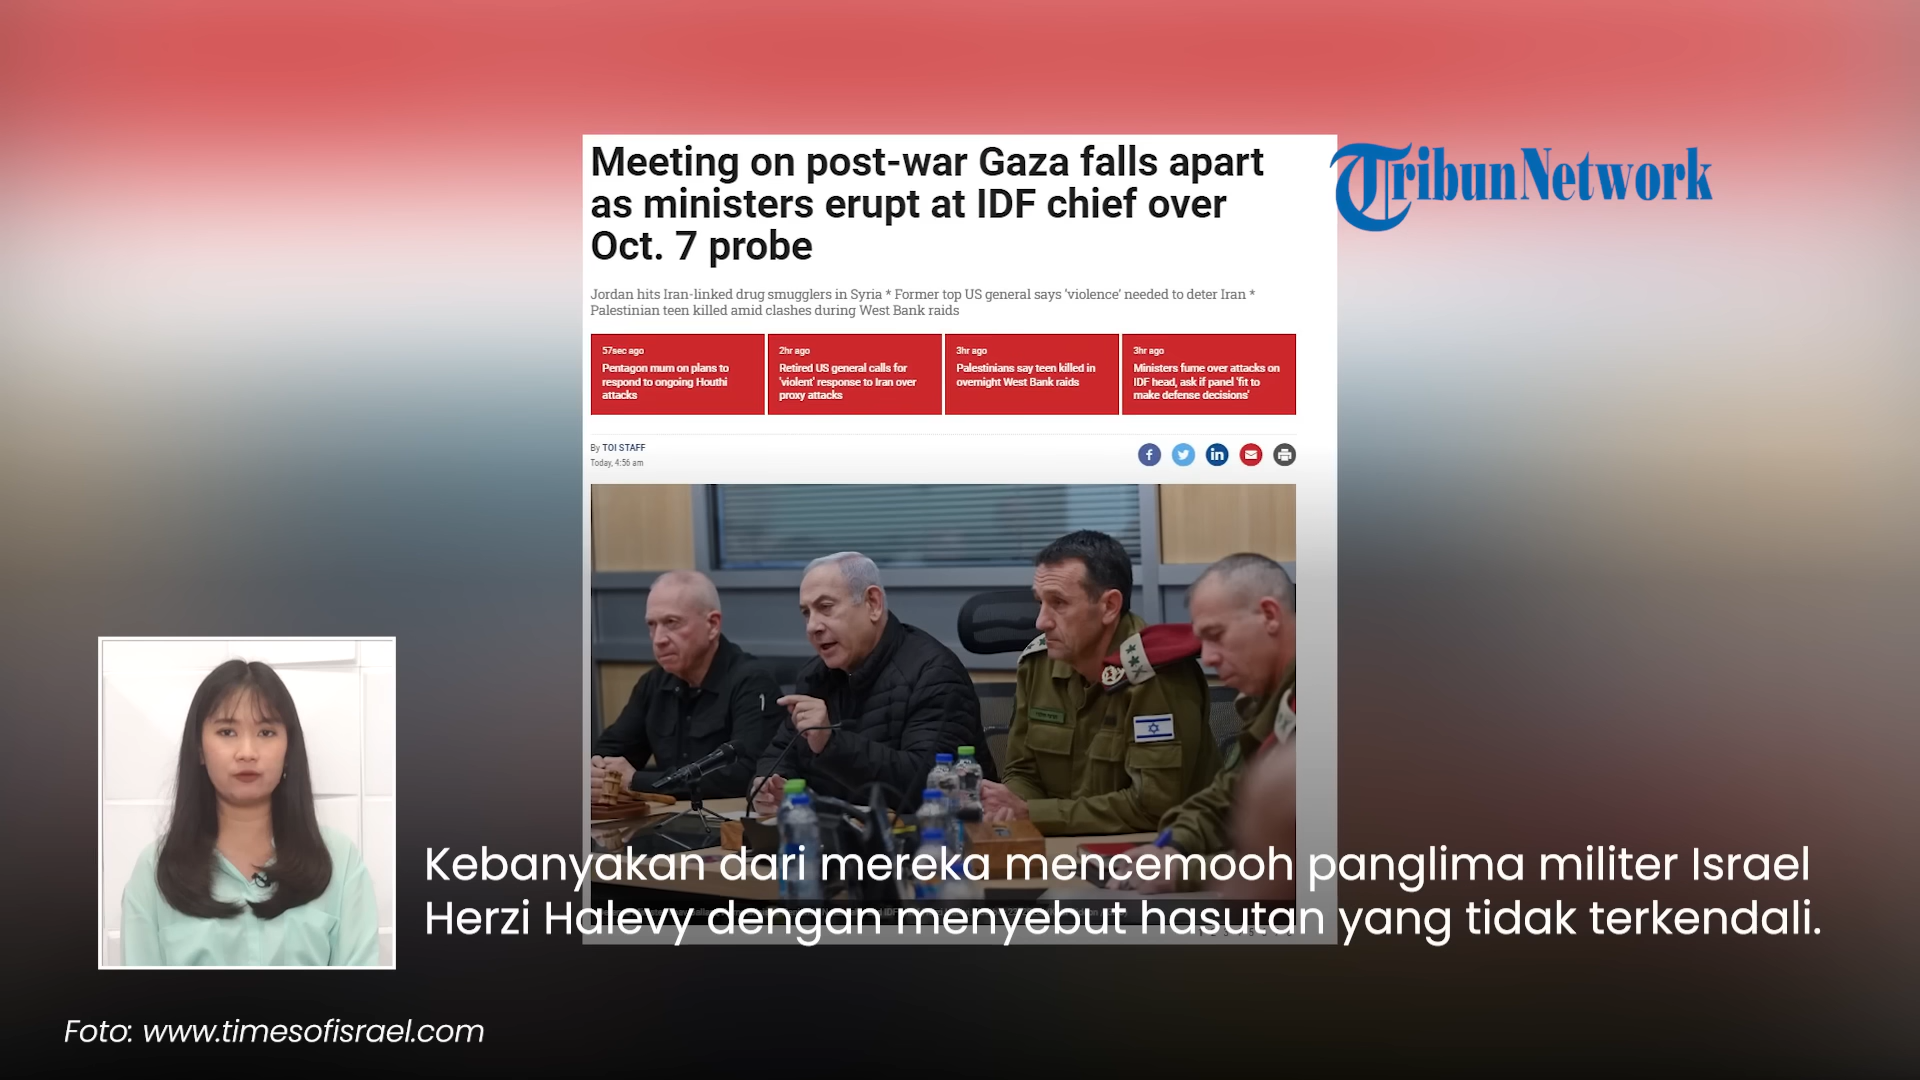 Meeting on post-war Gaza falls apart
as ministers erupt at IDF chief over
Oct. 7 probe
TribunNetwork
Jordan hits Iran-linked drug smugglers in Syria * Former top US general says 'violence' needed to deter Iran *
Palestinian teen killed amid clashes during West Bank raids
57sec ago
Pentagon mum on plans to
respond to ongoing Houthi
attacks
2hr ago
Retired US general calls for
'violent' response to Iran over
proxy attacks
3hr ago
Palestinians say teen killed in
overnight West Bank raids
3hr ago
Ministers fume over attacks on
IDF head, ask if panel 'fit to
make defense decisions'
By TOI STAFF
Today, 4:56 am
Kebanyakan dari mereka mencemooh panglima militer Israel
Herzi Halevy dengan menyebut hasutan yang tidak terkendali.
Foto: www.timesofisrael.com